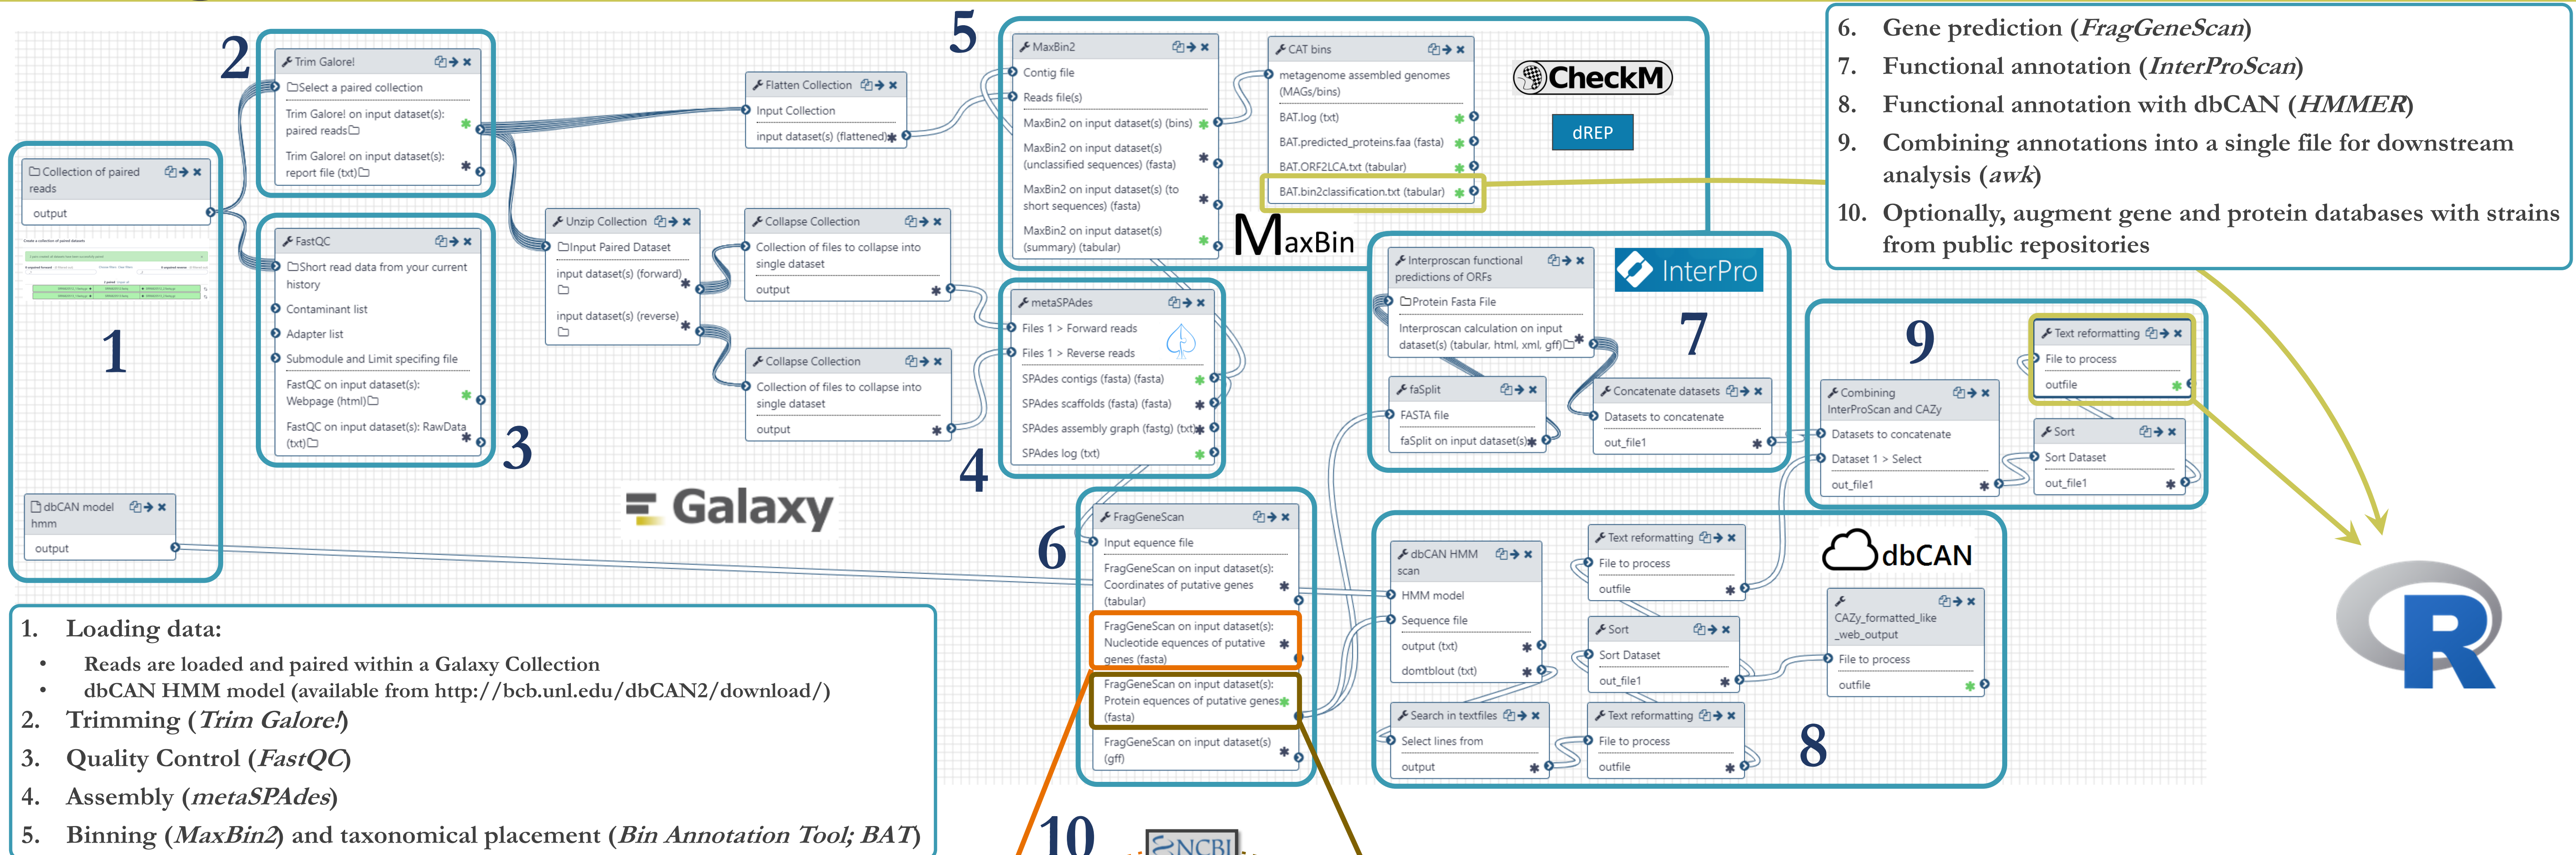 1
Collection of paired
reads
output
Create a collection of paired datasets
dbCAN model
hmm
output
2
Trim Galore!
Select a paired collection
Trim Galore! on input dataset(s):
paired reads
Trim Galore! on input dataset(s):
report file (txt)
FastQC
Short read data from your current
history
Contaminant list
Adapter list
Submodule and Limit specifing file
FastQC on input dataset(s):
Webpage (html)
FastQC on input dataset(s): RawData
(txt)
3
Flatten Collection
Input Collection
input dataset(s) (flattened)
Unzip Collection
Input Paired Dataset
input dataset(s) (forward)
input dataset(s) (reverse)
Collapse Collection
Collection of files to collapse into
single dataset
output
Collapse Collection
Collection of files to collapse into
single dataset
output
Galaxy
5
MaxBin2
Contig file
Reads file(s)
MaxBin2 on input dataset(s) (bins)
MaxBin2 on input dataset(s)
(unclassified sequences) (fasta)
MaxBin2 on input dataset(s) (to
short sequences) (fasta)
MaxBin2 on input dataset(s)
(summary) (tabular)
CAT bins
metagenome assembled genomes
(MAGs/bins)
BAT.log (txt)
BAT.predicted_proteins.faa (fasta)
BAT.ORF2LCA.txt (tabular)
BAT.bin2classification.txt (tabular)
CheckM
dREP
MaxBin
metaSPAdes
Files 1 > Forward reads
Files 1 > Reverse reads
SPAdes contigs (fasta) (fasta)
SPAdes scaffolds (fasta) (fasta)
SPAdes assembly graph (fastg) (txt)
SPAdes log (txt)
4
6
FragGeneScan
Input equence file
FragGeneScan on input dataset(s):
Coordinates of putative genes
(tabular)
FragGeneScan on input dataset(s):
Nucleotide equences of putative
genes (fasta)
FragGeneScan on input dataset(s):
Protein equences of putative genes
(fasta)
FragGeneScan on input dataset(s)
(gff)
Interproscan functional
predictions of ORFs
Protein Fasta File
Interproscan calculation on input
dataset(s) (tabular, html, xml, gff)
InterPro
7
faSplit
FASTA file
faSplit on input dataset(s)
Concatenate datasets
Datasets to concatenate
out_file1
dbCAN HMM
scan
HMM model
Sequence file
output (txt)
domtblout (txt)
Search in textfiles
Select lines from
output
Text reformatting
File to process
outfile
Sort
Sort Dataset
out_file1
Text reformatting
File to process
outfile
dbCAN
CAZy_formatted_like
_web_output
File to process
outfile
8
9
Combining
InterProScan and CAZy
Datasets to concatenate
Dataset 1 > Select
out_file1
Text reformatting
File to process
outfile
Sort
Sort Dataset
out_file1
R
1. Loading data:
• Reads are loaded and paired within a Galaxy Collection
• dbCAN HMM model (available from http://bcb.unl.edu/dbCAN2/download/)
2. Trimming (Trim Galore!)
3. Quality Control (FastQC)
4. Assembly (metaSPAdes)
5. Binning (MaxBin2) and taxonomical placement (Bin Annotation Tool; BAT)
6. Gene prediction (FragGeneScan)
7. Functional annotation (InterProScan)
8. Functional annotation with dbCAN (HMMER)
9. Combining annotations into a single file for downstream
analysis (awk)
10. Optionally, augment gene and protein databases with strains
from public repositories
10
NCBI